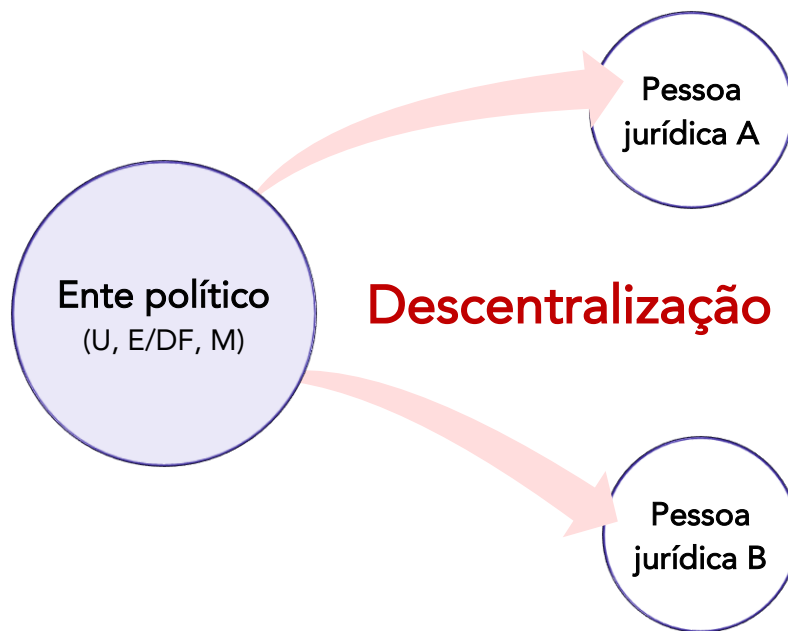 Pessoa
jurídica A
Ente político
(U, E/DF, M)
Descentralização
Pessoa
jurídica B